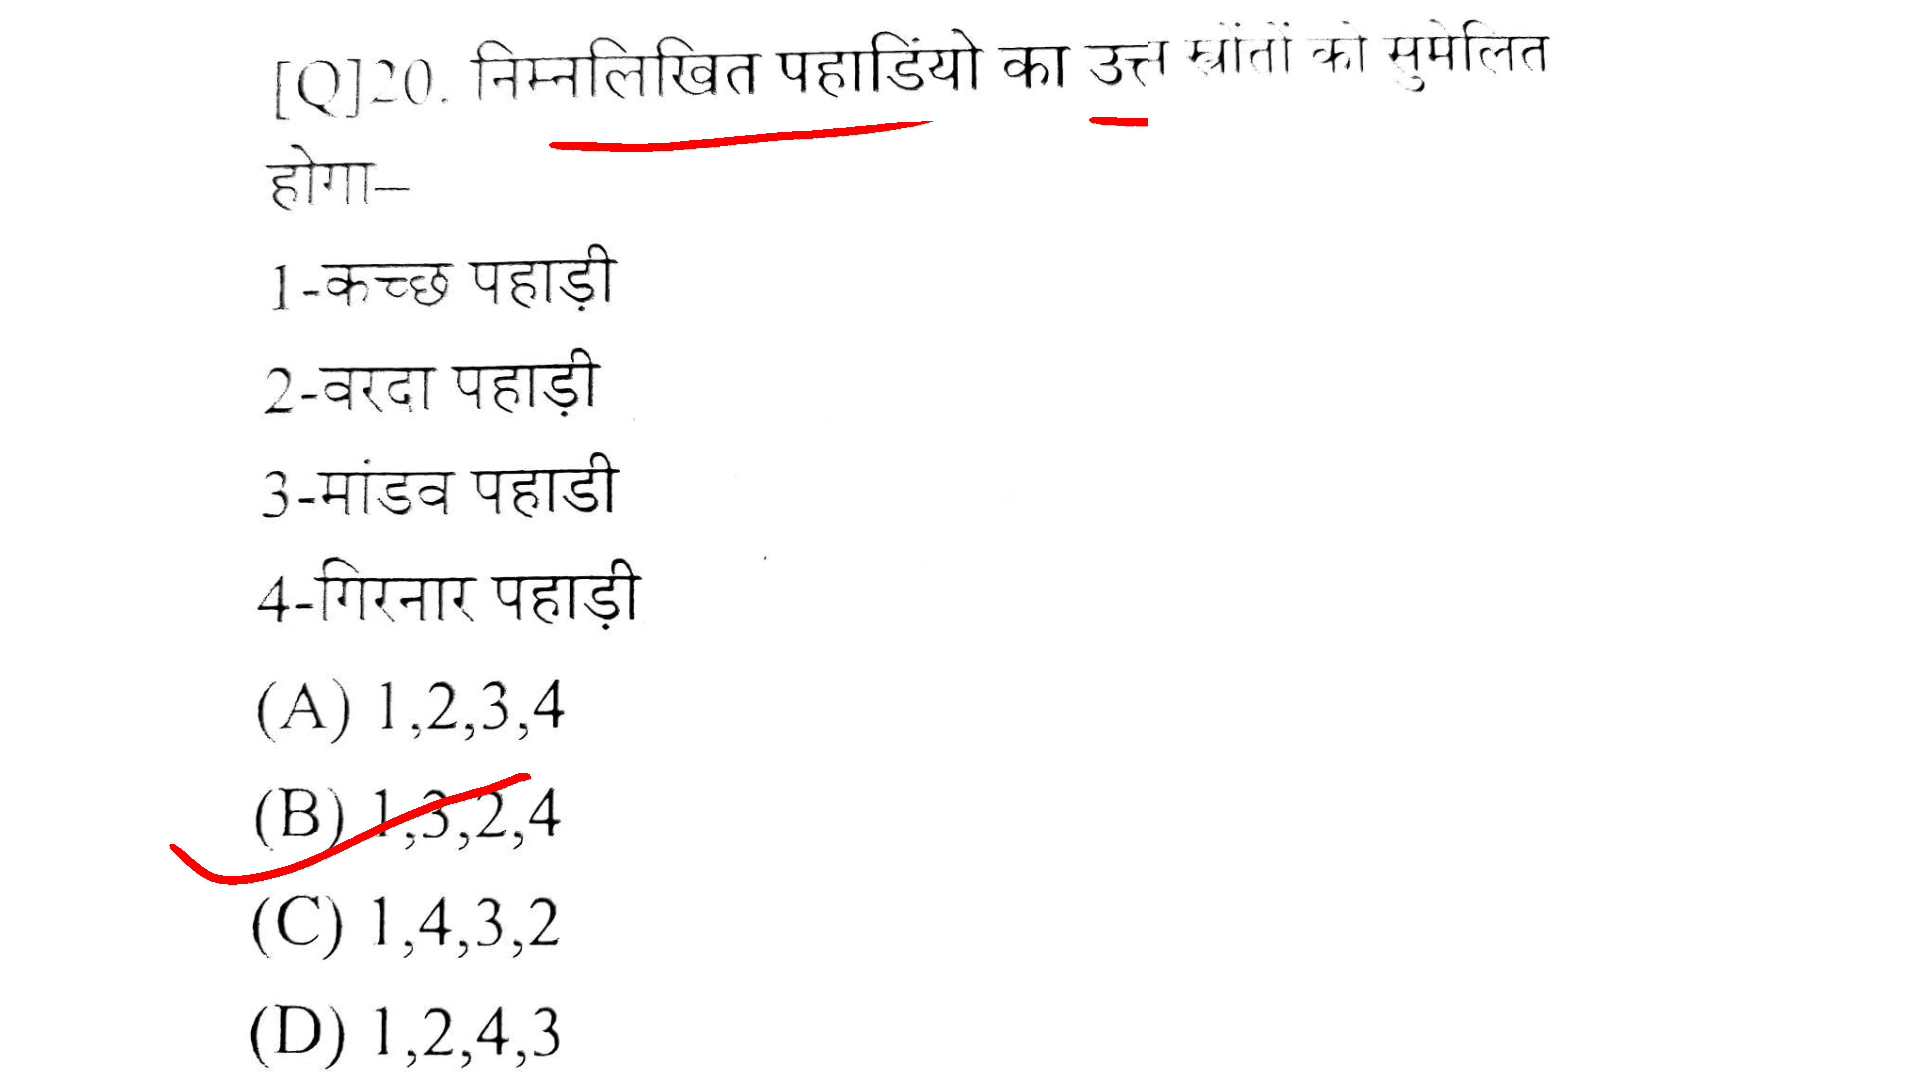 [Q]20. निम्नलिखित पहाडिंयो का उत्त स्रोंतों को सुमेलित
होगा–
1-कच्छ पहाड़ी
2-वरदा पहाड़ी
3-मांडव पहाडी
4-गिरनार पहाड़ी
(A) 1,2,3,4
(B) 1,3,2,4
(C) 1,4,3,2
(D) 1,2,4,3